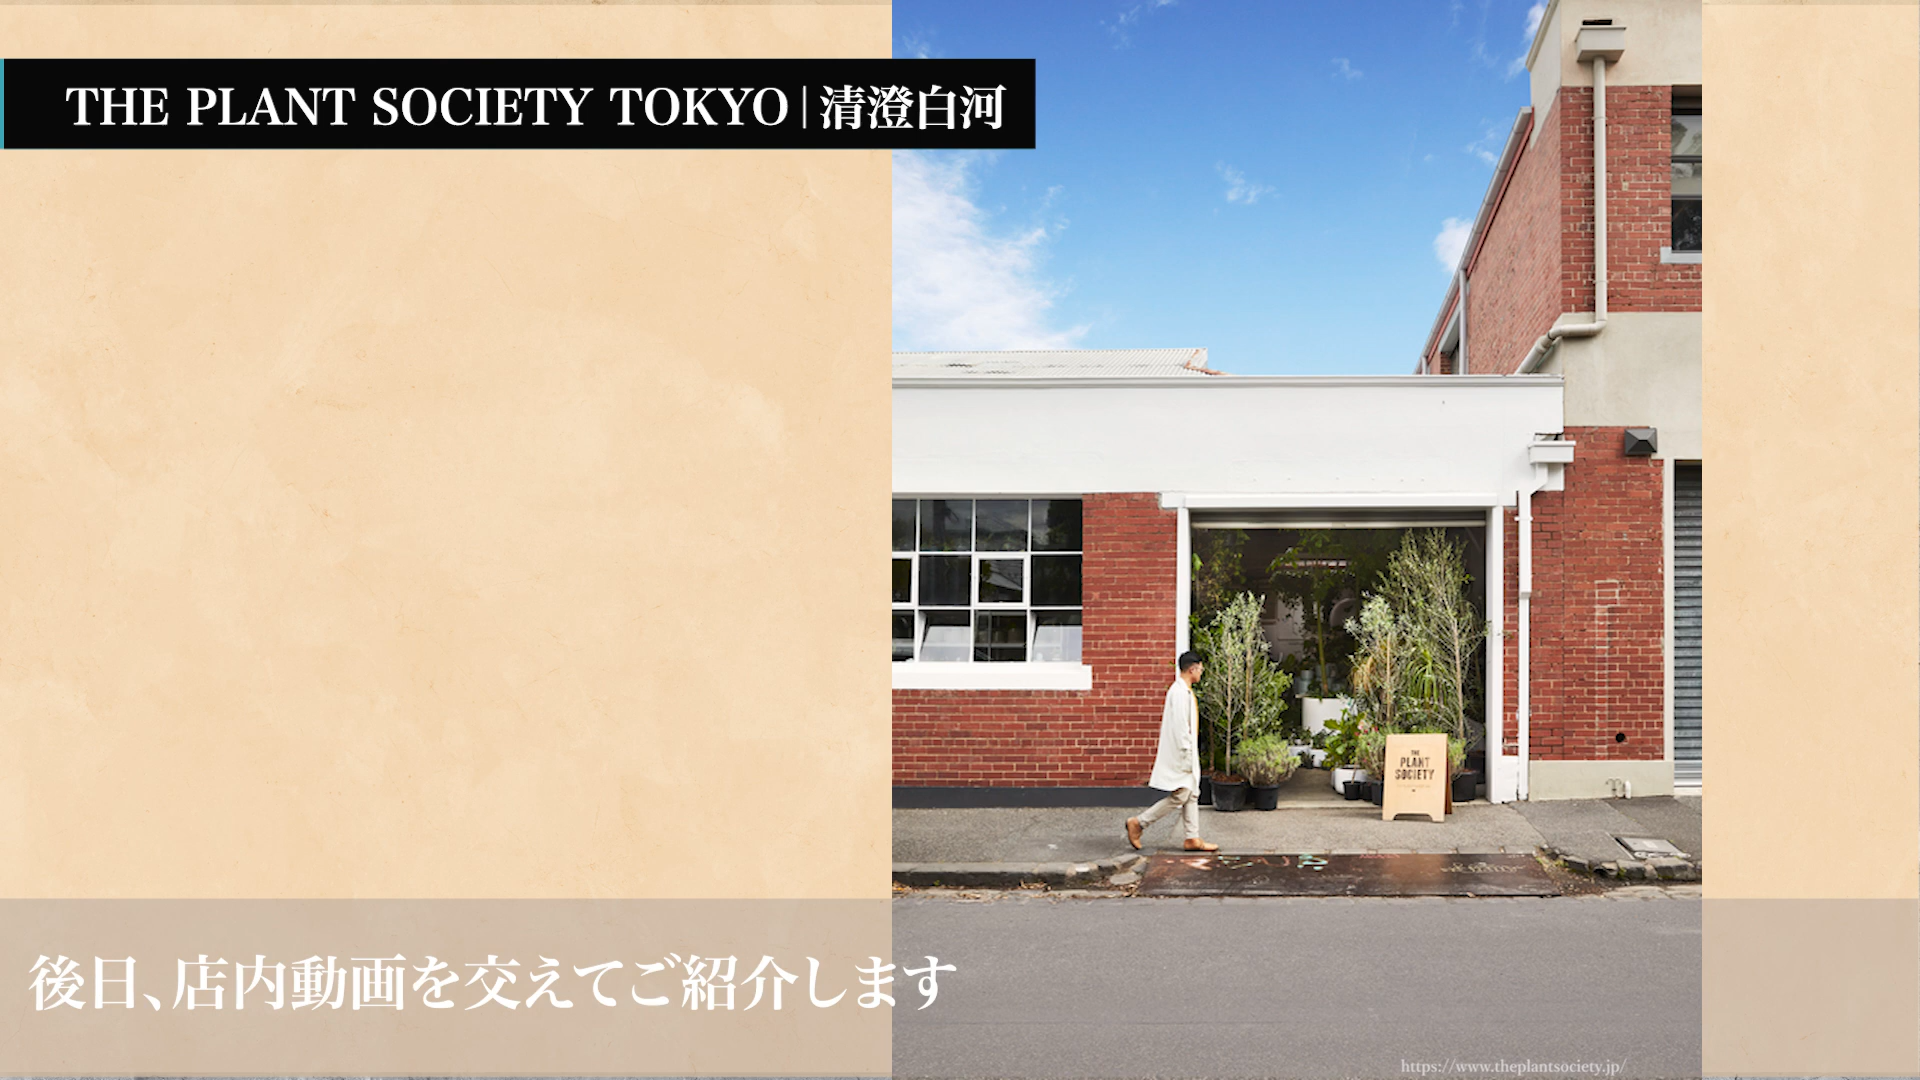 THE PLANT SOCIETY TOKYO|清澄白河
THE
PLANT
SOCIETY
後日、店内動画を交えてご紹介します
https://www.theplantsociety.jp/